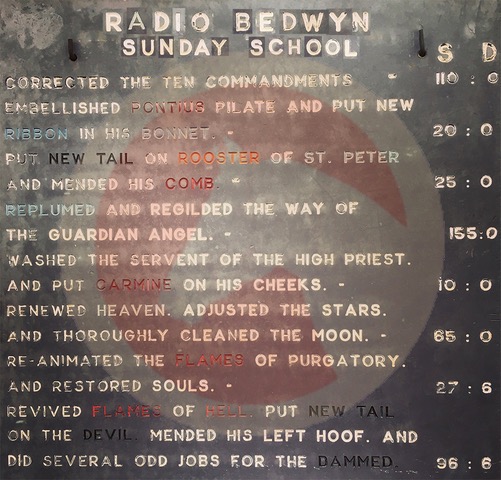 RADIO BEDWYN
SUNDAY SCHOOL S D
CORRECTED THE TEN COMMANDMENTS - 110 : 0
EMBELLISHED PONTIUS PILATE AND PUT NEW
RIBBON IN HIS BONNET. - 20 : 0
PUT NEW TAIL ON ROOSTER OF ST. PETER
AND MENDED HIS COMB. - 25 : 0
REPLUMED AND REGILDED THE WAY OF
THE GUARDIAN ANGEL. - 155:0
WASHED THE SERVENT OF THE HIGH PRIEST.
AND PUT CARMINE ON HIS CHEEKS. - 10 : 0
RENEWED HEAVEN. ADJUSTED THE STARS.
AND THOROUGHLY CLEANED THE MOON. - 65 : 0
RE-ANIMATED THE FLAMES OF PURGATORY.
AND RESTORED SOULS. - 27 : 6
REVIVED FLAMES OF HELL. PUT NEW TAIL
ON THE DEVIL. MENDED HIS LEFT HOOF. AND
DID SEVERAL ODD JOBS FOR THE DAMMED. 96 : 6